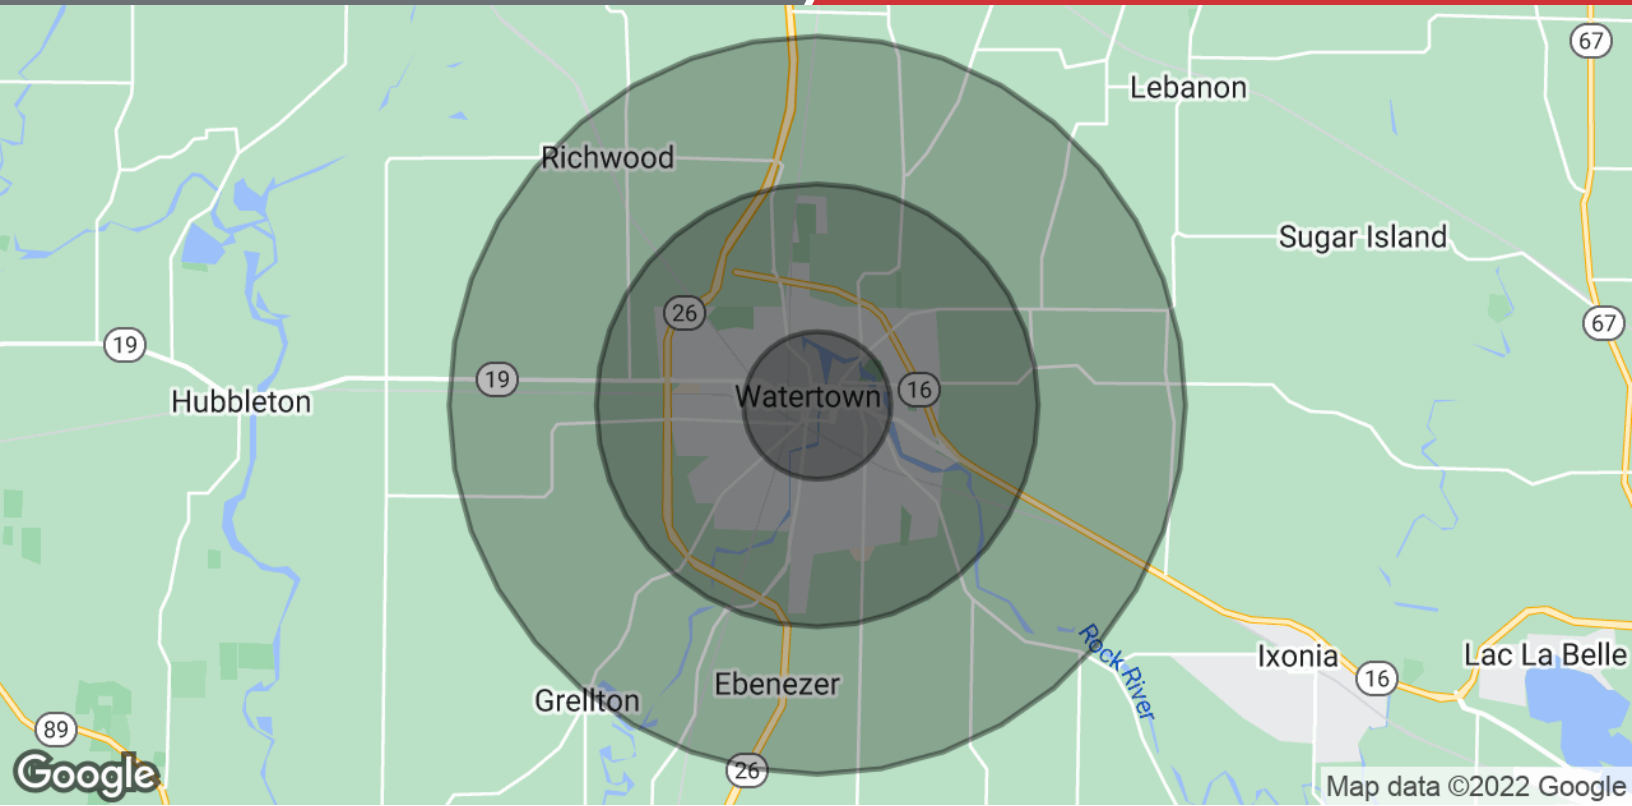 67
Lebanon
Richwood
Sugar Island
26
67
19
19
16
Watertown
Hubbleton
Rock River
Ixonia
Lac La Belle
16
Ebenezer
Grellton
89
26
Google
Map data ©2022 Google